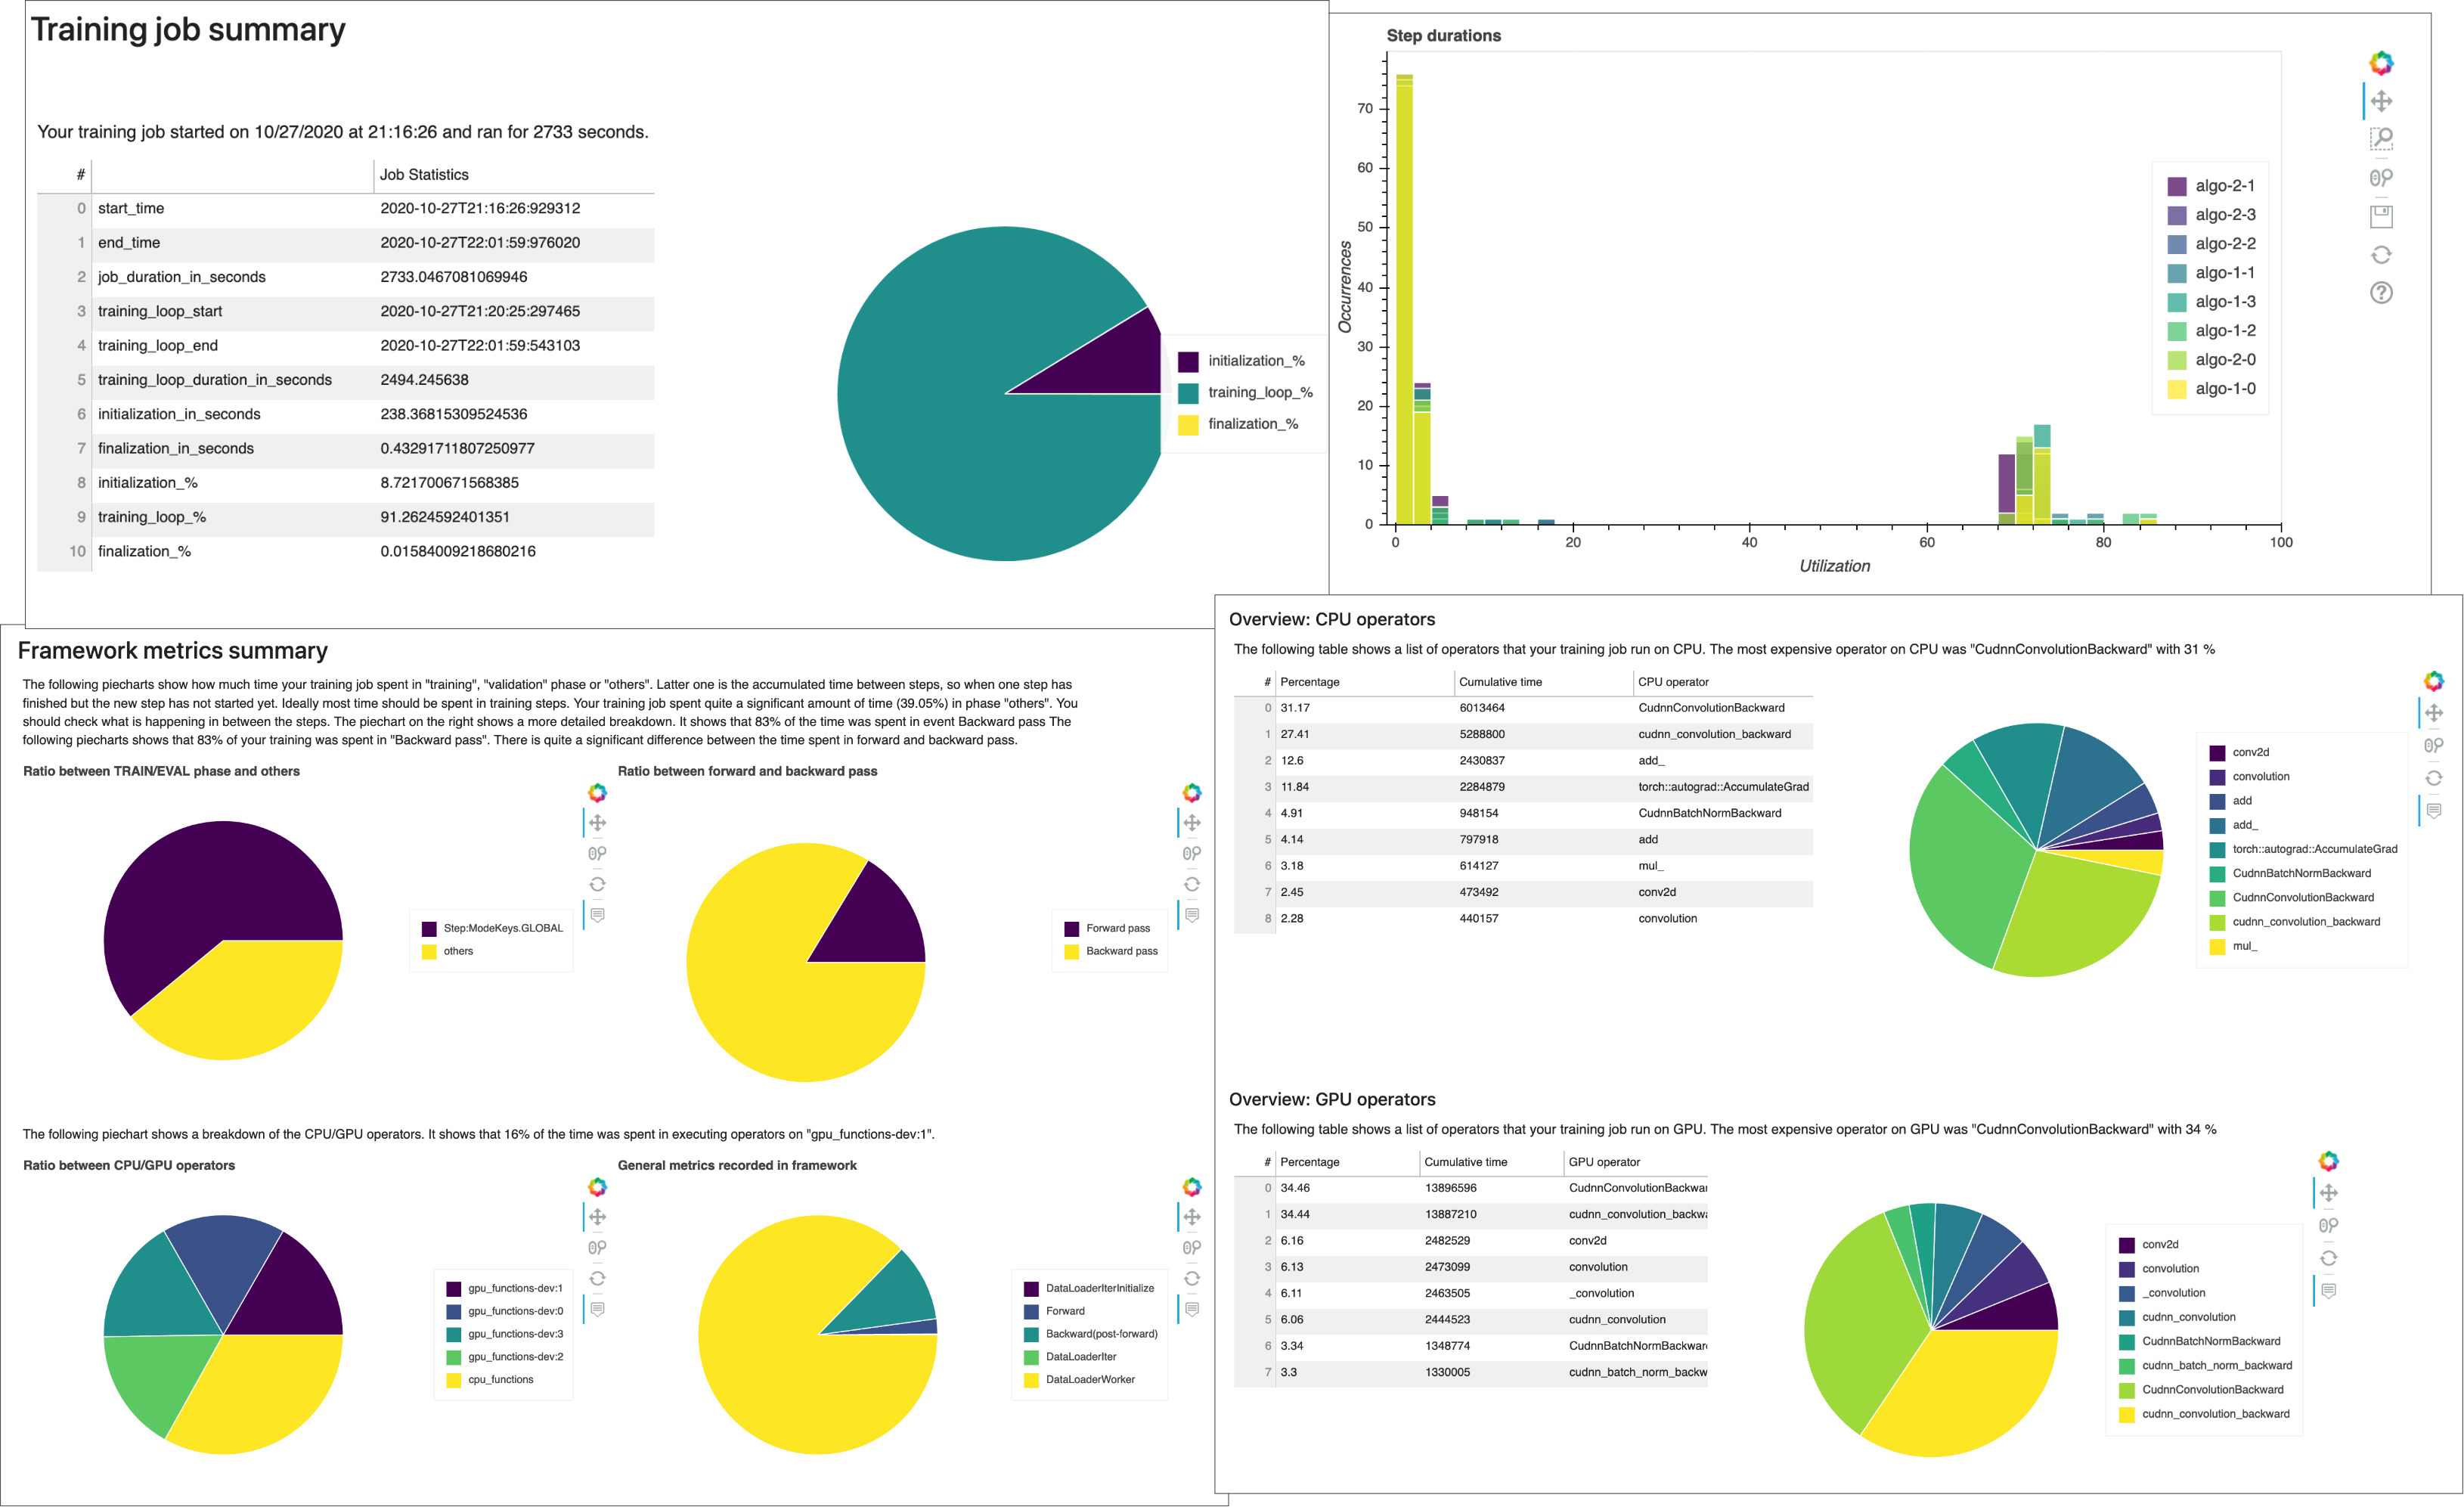 Training job summary
Your training job started on 10/27/2020 at 21:16:26 and ran for 2733 seconds.
# Job Statistics
0 start_time 2020-10-27T21:16:26:929312
1 end_time 2020-10-27T22:01:59:976020
2 job_duration_in_seconds 2733.0467081069946
3 training_loop_start 2020-10-27T21:20:25:297465
4 training_loop_end 2020-10-27T22:01:59:543103
5 training_loop_duration_in_seconds 2494.245638
6 initialization_in_seconds 238.36815309524536
7 finalization_in_seconds 0.43291711807250977
8 initialization_% 8.721700671568385
9 training_loop_% 91.2624592401351
10 finalization_% 0.01584009218680216
initialization_%
training_loop_%
finalization_%
Step durations
Occurrences
70
60
50
40
30
20
10
0
0 20 40 60 80 100
Utilization
algo-2-1
algo-2-3
algo-2-2
algo-1-1
algo-1-3
algo-1-2
algo-2-0
algo-1-0
Framework metrics summary
The following piecharts show how much time your training job spent in "training", "validation" phase or "others". Latter one is the accumulated time between steps, so when one step has
finished but the new step has not started yet. Ideally most time should be spent in training steps. Your training job spent quite a significant amount of time (39.05%) in phase "others". You
should check what is happening in between the steps. The piechart on the right shows a more detailed breakdown. It shows that 83% of the time was spent in event Backward pass The
following piecharts shows that 83% of your training was spent in "Backward pass". There is quite a significant difference between the time spent in forward and backward pass.
Ratio between TRAIN/EVAL phase and others
Step:ModeKeys.GLOBAL
others
Ratio between forward and backward pass
Forward pass
Backward pass
The following piechart shows a breakdown of the CPU/GPU operators. It shows that 16% of the time was spent in executing operators on "gpu_functions-dev:1".
Ratio between CPU/GPU operators
gpu_functions-dev:1
gpu_functions-dev:0
gpu_functions-dev:3
gpu_functions-dev:2
cpu_functions
General metrics recorded in framework
DataLoaderIterInitialize
Forward
Backward(post-forward)
DataLoaderIter
DataLoaderWorker
Overview: CPU operators
The following table shows a list of operators that your training job run on CPU. The most expensive operator on CPU was "CudnnConvolutionBackward" with 31 %
# Percentage Cumulative time CPU operator
0 31.17 6013464 CudnnConvolutionBackward
1 27.41 5288800 cudnn_convolution_backward
2 12.6 2430837 add_
3 11.84 2284879 torch::autograd::AccumulateGrad
4 4.91 948154 CudnnBatchNormBackward
5 4.14 797918 add
6 3.18 614127 mul_
7 2.45 473492 conv2d
8 2.28 440157 convolution
conv2d
convolution
add
add_
torch::autograd::AccumulateGrad
CudnnBatchNormBackward
CudnnConvolutionBackward
cudnn_convolution_backward
mul_
Overview: GPU operators
The following table shows a list of operators that your training job run on GPU. The most expensive operator on GPU was "CudnnConvolutionBackward" with 34 %
# Percentage Cumulative time GPU operator
0 34.46 13896596 CudnnConvolutionBackwar
1 34.44 13887210 cudnn_convolution_backwa
2 6.16 2482529 conv2d
3 6.13 2473099 convolution
4 6.11 2463505 _convolution
5 6.06 2444523 cudnn_convolution
6 3.34 1348774 CudnnBatchNormBackward
7 3.3 1330005 cudnn_batch_norm_backw
conv2d
convolution
_convolution
cudnn_convolution
CudnnBatchNormBackward
cudnn_batch_norm_backward
CudnnConvolutionBackward
cudnn_convolution_backward